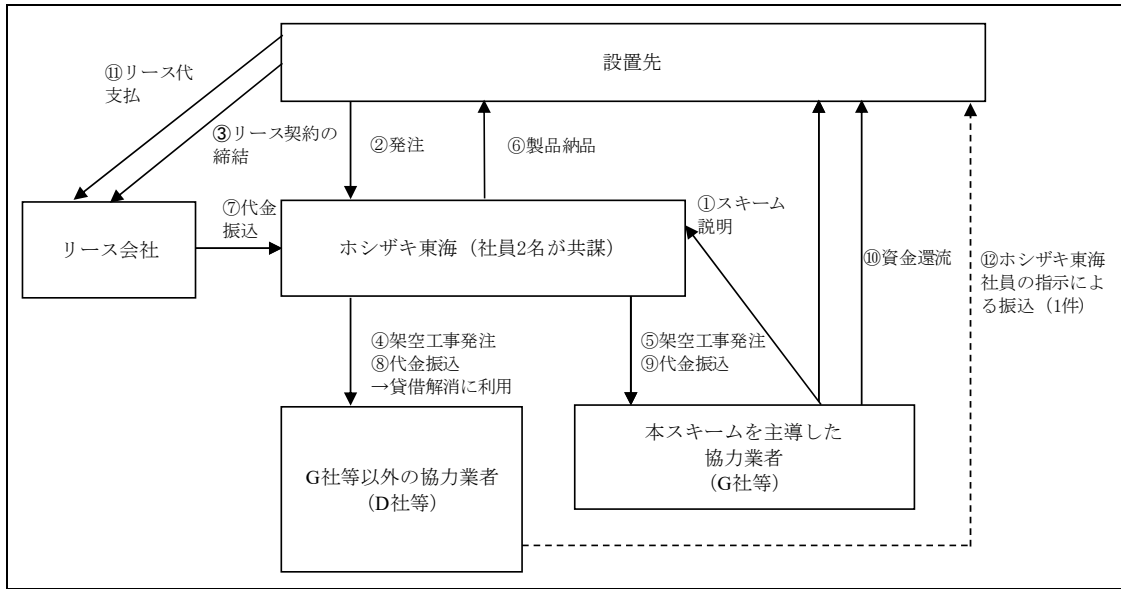 設置先
⑪リース代
支払
③リース契約の
締結
②発注
⑥製品納品
①スキーム
説明
⑩資金還流
⑫ホシザキ東海
社員の指示によ
る振込（1件）
リース会社
⑦代金
振込
ホシザキ東海（社員2名が共謀）
④架空工事発注
⑧代金振込
→貸借解消に利用
⑤架空工事発注
⑨代金振込
G社等以外の協力業者
（D社等）
本スキームを主導した
協力業者
（G社等）